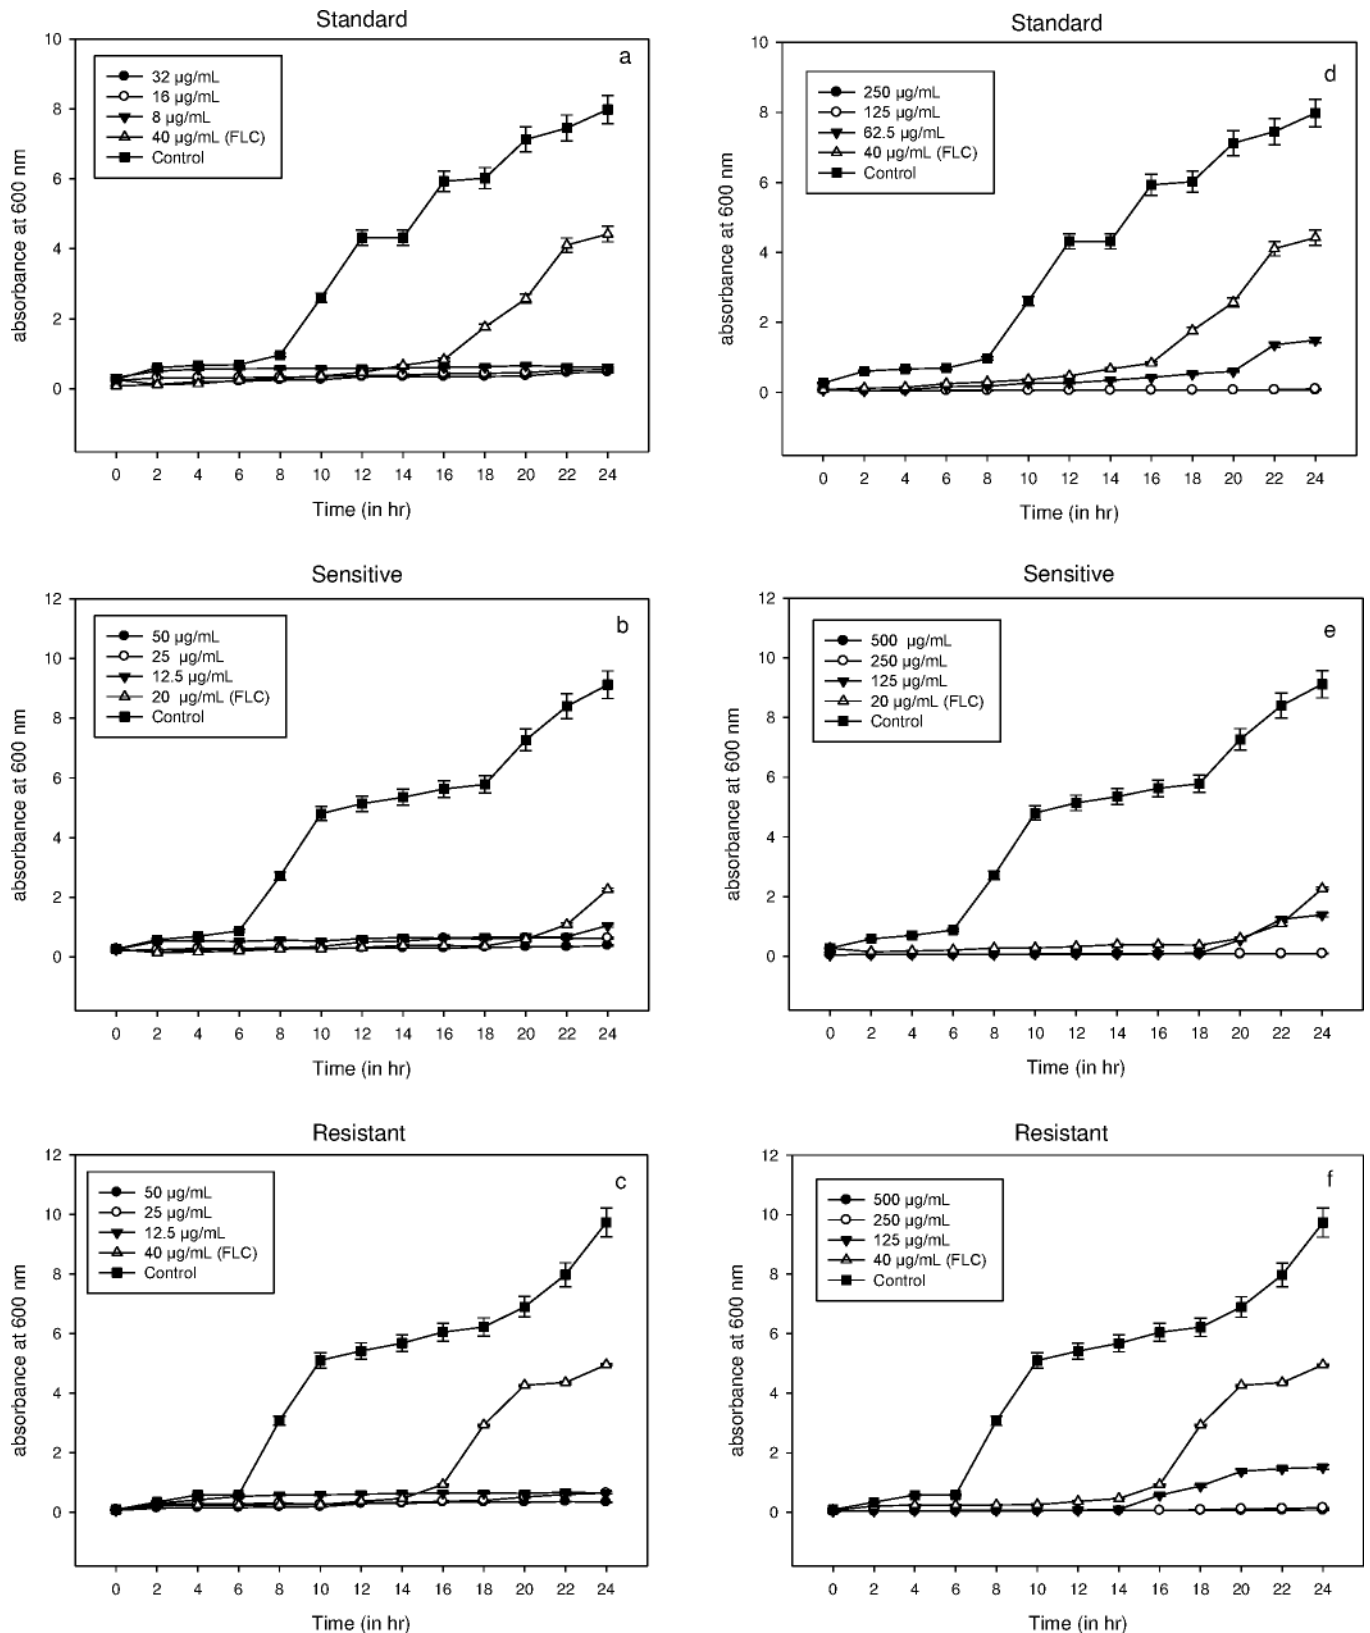 Standard
a
32 µg/mL
16 µg/mL
8 µg/mL
40 µg/mL (FLC)
Control
absorbance at 600 nm
10
8
6
4
2
0
0 2 4 6 8 10 12 14 16 18 20 22 24
Time (in hr)
Standard
d
250 µg/mL
125 µg/mL
62.5 µg/mL
40 µg/mL (FLC)
Control
absorbance at 600 nm
10
8
6
4
2
0
0 2 4 6 8 10 12 14 16 18 20 22 24
Time (in hr)
Sensitive
b
50 µg/mL
25 µg/mL
12.5 µg/mL
20 µg/mL (FLC)
Control
absorbance at 600 nm
12
10
8
6
4
2
0
0 2 4 6 8 10 12 14 16 18 20 22 24
Time (in hr)
Sensitive
e
500 µg/mL
250 µg/mL
125 µg/mL
20 µg/mL (FLC)
Control
absorbance at 600 nm
12
10
8
6
4
2
0
0 2 4 6 8 10 12 14 16 18 20 22 24
Time (in hr)
Resistant
c
50 µg/mL
25 µg/mL
12.5 µg/mL
40 µg/mL (FLC)
Control
absorbance at 600 nm
12
10
8
6
4
2
0
0 2 4 6 8 10 12 14 16 18 20 22 24
Time (in hr)
Resistant
f
500 µg/mL
250 µg/mL
125 µg/mL
40 µg/mL (FLC)
Control
absorbance at 600 nm
12
10
8
6
4
2
0
0 2 4 6 8 10 12 14 16 18 20 22 24
Time (in hr)